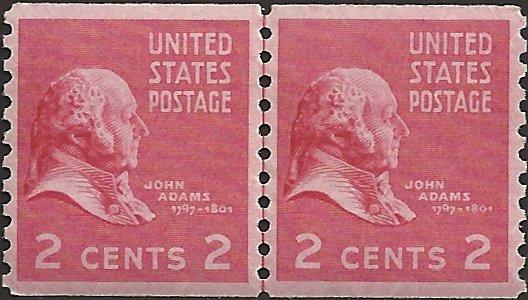 UNITED
STATES
POSTAGE
JOHN
ADAMS
1797-1801
2 CENTS 2
UNITED
STATES
POSTAGE
JOHN
ADAMS
1797-1801
2 CENTS 2